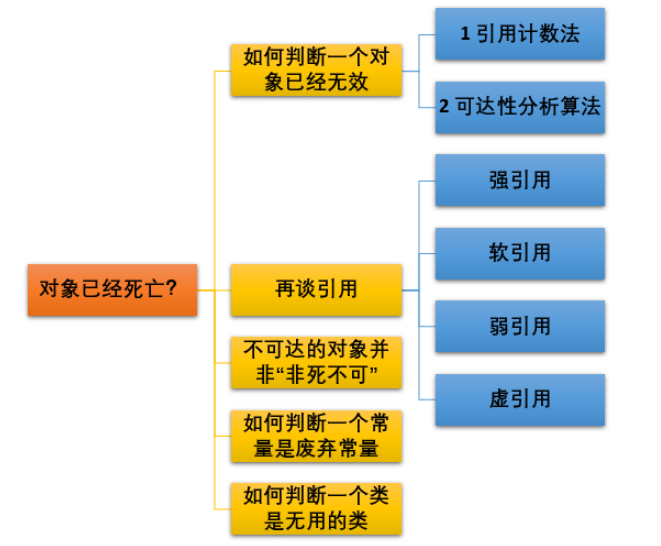 对象已经死亡?
如何判断一个对
象已经无效
1 引用计数法
2 可达性分析算法
再谈引用
强引用
软引用
弱引用
虚引用
不可达的对象并
非“非死不可”
如何判断一个常
量是废弃常量
如何判断一个类
是无用的类